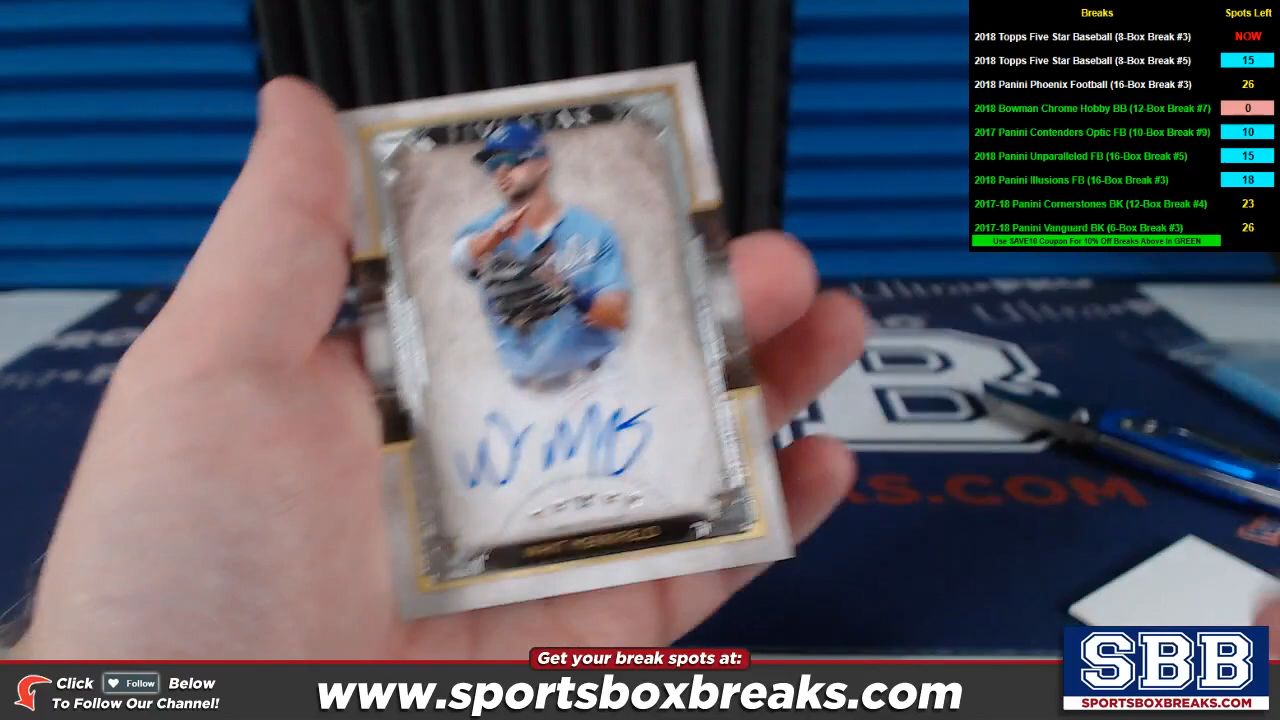 Breaks Spots Left
2018 Topps Five Star Baseball (8-Box Break #3) NOW
2018 Topps Five Star Baseball (8-Box Break #5) 15
2018 Panini Phoenix Football (16-Box Break #3) 26
2018 Bowman Chrome Hobby BB (12-Box Break #7) 0
2017 Panini Contenders Optic FB (10-Box Break #9) 10
2018 Panini Unparalleled FB (16-Box Break #5) 15
2018 Panini Illusions FB (16-Box Break #3) 18
2017-18 Panini Cornerstones BK (12-Box Break #4) 23
2017-18 Panini Vanguard BK (6-Box Break #3) 26
Use SAVE10 Coupon For 10% Off Breaks Above In GREEN
FIVE STAR
WHIT MERRIFIELD
.COM
Get your break spots at:
Click Follow Below
To Follow Our Channel!
www.sportsboxbreaks.com
SBB
SPORTSBOXBREAKS.COM